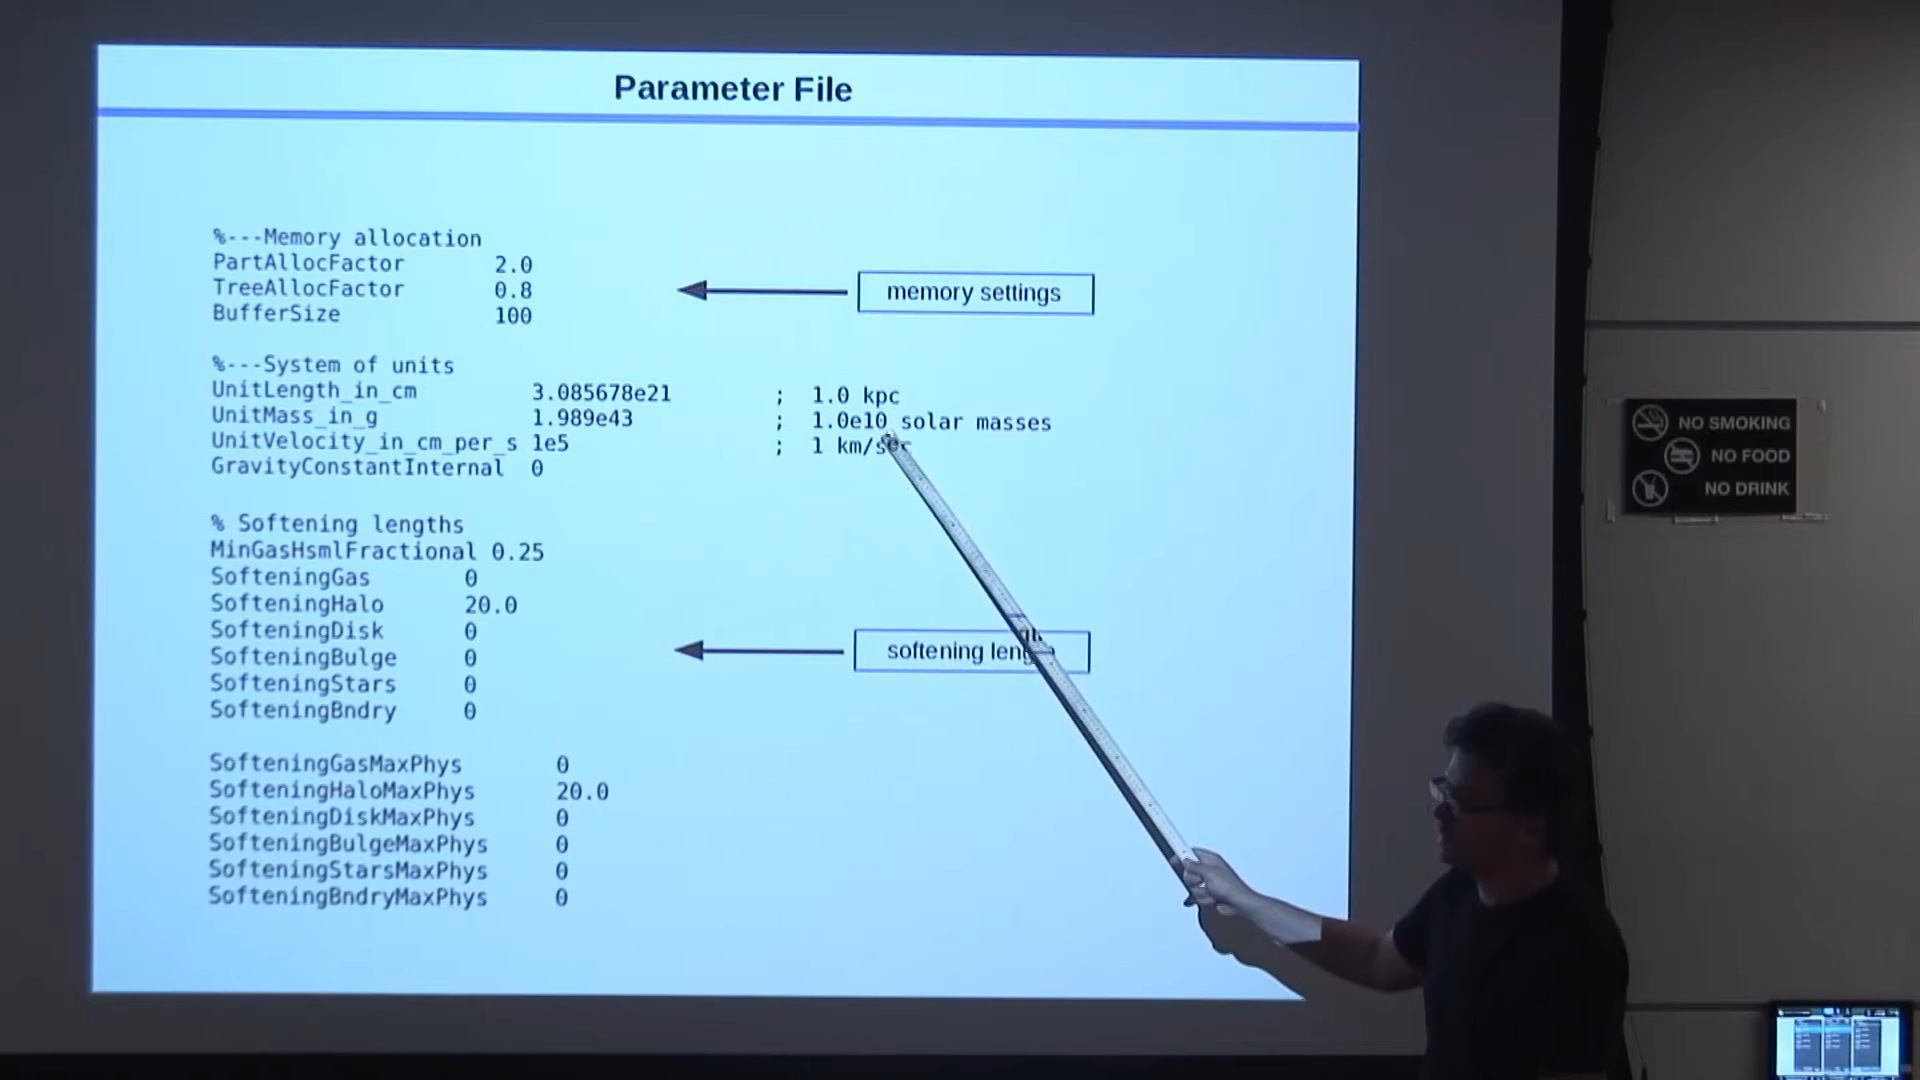 Parameter File
%---Memory allocation
PartAllocFactor 2.0
TreeAllocFactor 0.8
BufferSize 100
memory settings
%---System of units
UnitLength_in_cm 3.085678e21 ; 1.0 kpc
UnitMass_in_g 1.989e43 ; 1.0e10 solar masses
UnitVelocity_in_cm_per_s 1e5 ; 1 km/sec
GravityConstantInternal 0
% Softening lengths
MinGasHsmlFractional 0.25
SofteningGas 0
SofteningHalo 20.0
SofteningDisk 0
SofteningBulge 0
SofteningStars 0
SofteningBndry 0
softening length
SofteningGasMaxPhys 0
SofteningHaloMaxPhys 20.0
SofteningDiskMaxPhys 0
SofteningBulgeMaxPhys 0
SofteningStarsMaxPhys 0
SofteningBndryMaxPhys 0
NO SMOKING
NO FOOD
NO DRINK